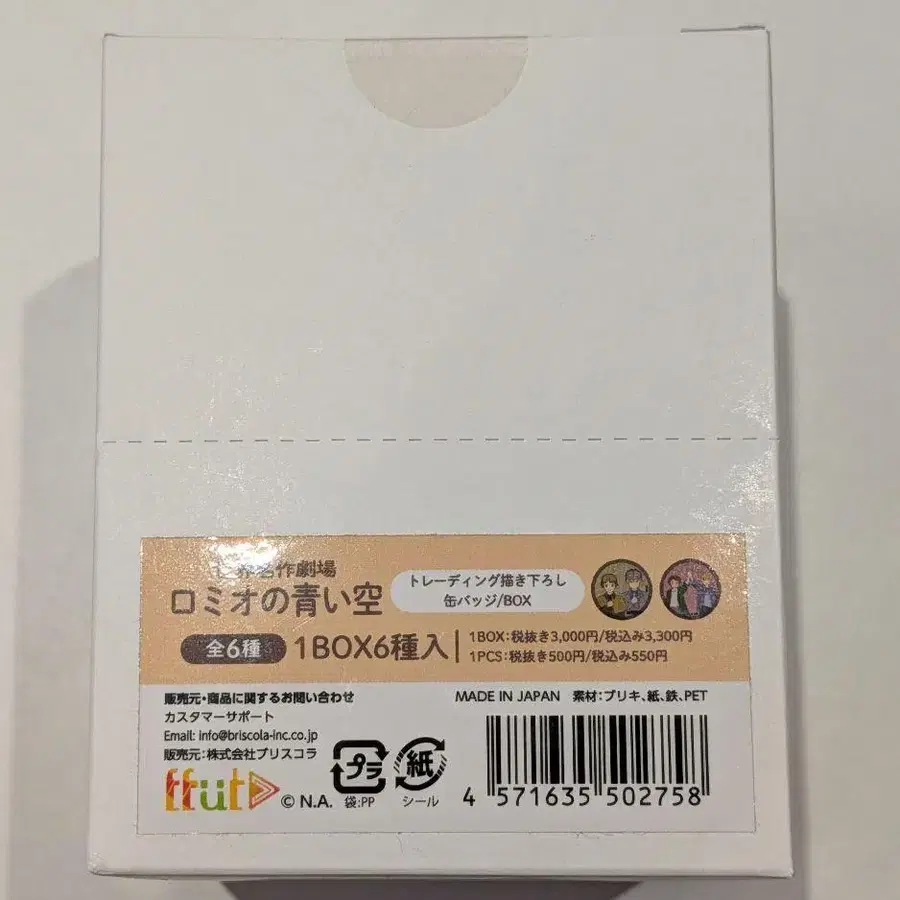 世界名作劇場
ロミオの青い空
トレーディング描き下ろし
缶バッジ/BOX
全6種
1BOX6種入
1BOX:税抜き3,000円/税込み3,300円
1PCS:税抜き500円/税込み550円
販売元・商品に関するお問い合わせ
カスタマーサポート
Email: info@briscola-inc.co.jp
販売元:株式会社ブリスコラ
ffut
© N.A.
プラ
袋:PP
紙
シール
MADE IN JAPAN 素材:ブリキ、紙、鉄、PET
4 571635 502758